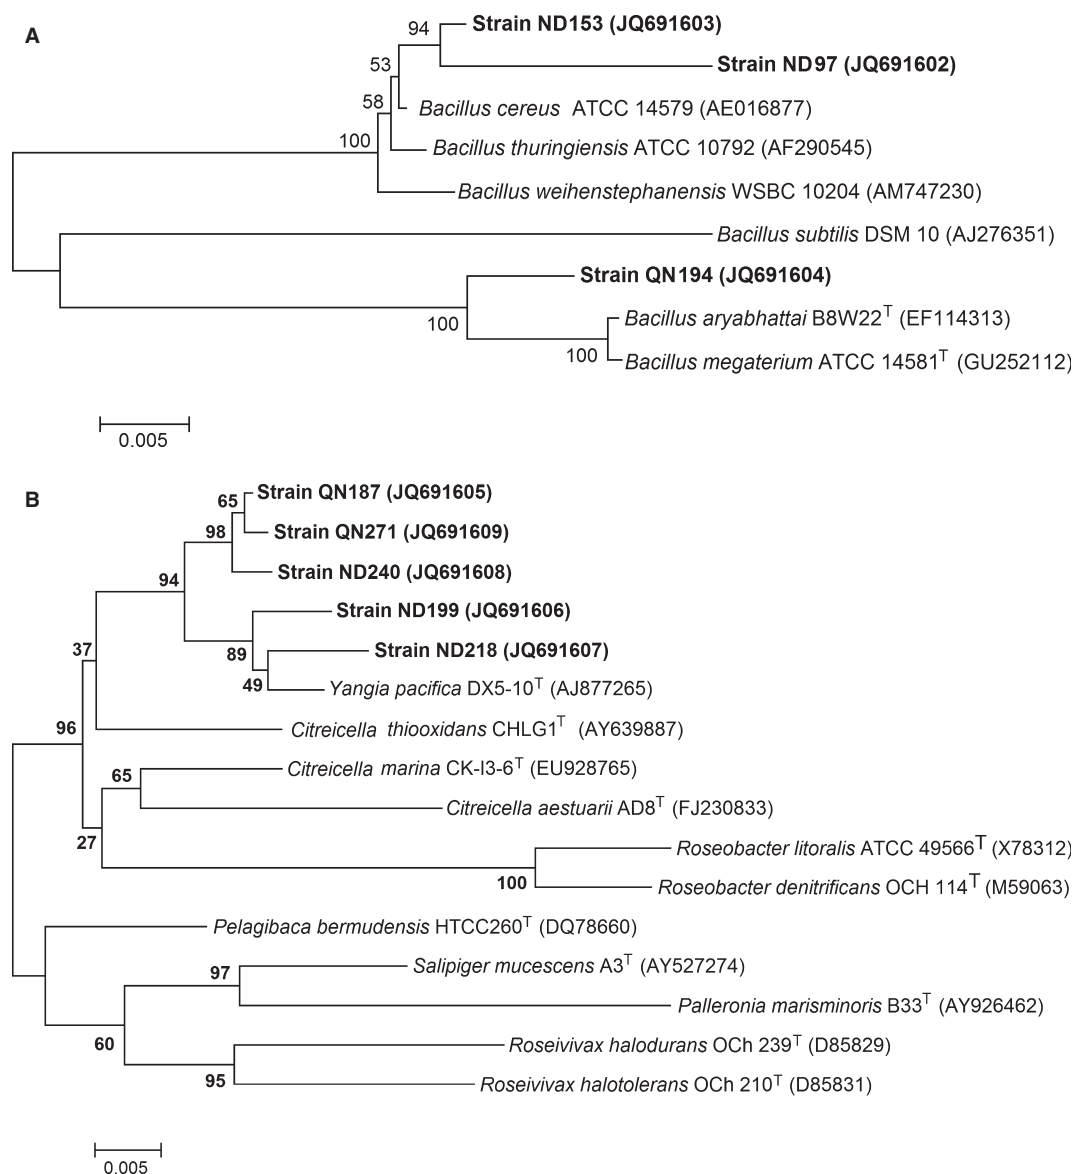 A
94
Strain ND153 (JQ691603)
53
Strain ND97 (JQ691602)
58
Bacillus cereus ATCC 14579 (AE016877)
100
Bacillus thuringiensis ATCC 10792 (AF290545)
Bacillus weihenstephanensis WSBC 10204 (AM747230)
Bacillus subtilis DSM 10 (AJ276351)
Strain QN194 (JQ691604)
100
Bacillus aryabhattai B8W22T (EF114313)
100
Bacillus megaterium ATCC 14581T (GU252112)
0.005
B
65
Strain QN187 (JQ691605)
98
Strain QN271 (JQ691609)
94
Strain ND240 (JQ691608)
Strain ND199 (JQ691606)
37
89
Strain ND218 (JQ691607)
49
Yangia pacifica DX5-10T (AJ877265)
96
Citreicella thiooxidans CHLG1T (AY639887)
65
Citreicella marina CK-I3-6T (EU928765)
Citreicella aestuarii AD8T (FJ230833)
27
Roseobacter litoralis ATCC 49566T (X78312)
100
Roseobacter denitrificans OCH 114T (M59063)
Pelagibaca bermudensis HTCC260T (DQ78660)
97
Salipiger mucescens A3T (AY527274)
Palleronia marisminoris B33T (AY926462)
60
Roseivivax halodurans OCh 239T (D85829)
95
Roseivivax halotolerans OCh 210T (D85831)
0.005